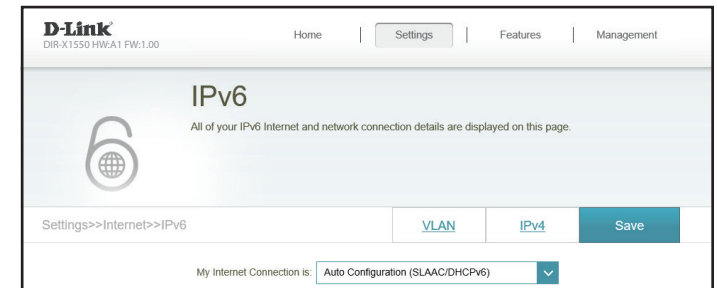 D-Link
DIR-X1550 HW:A1 FW:1.00
Home | Settings | Features | Management
IPv6
All of your IPv6 Internet and network connection details are displayed on this page.
Settings>>Internet>>IPv6 VLAN IPv4 Save
My Internet Connection is: Auto Configuration (SLAAC/DHCPv6)